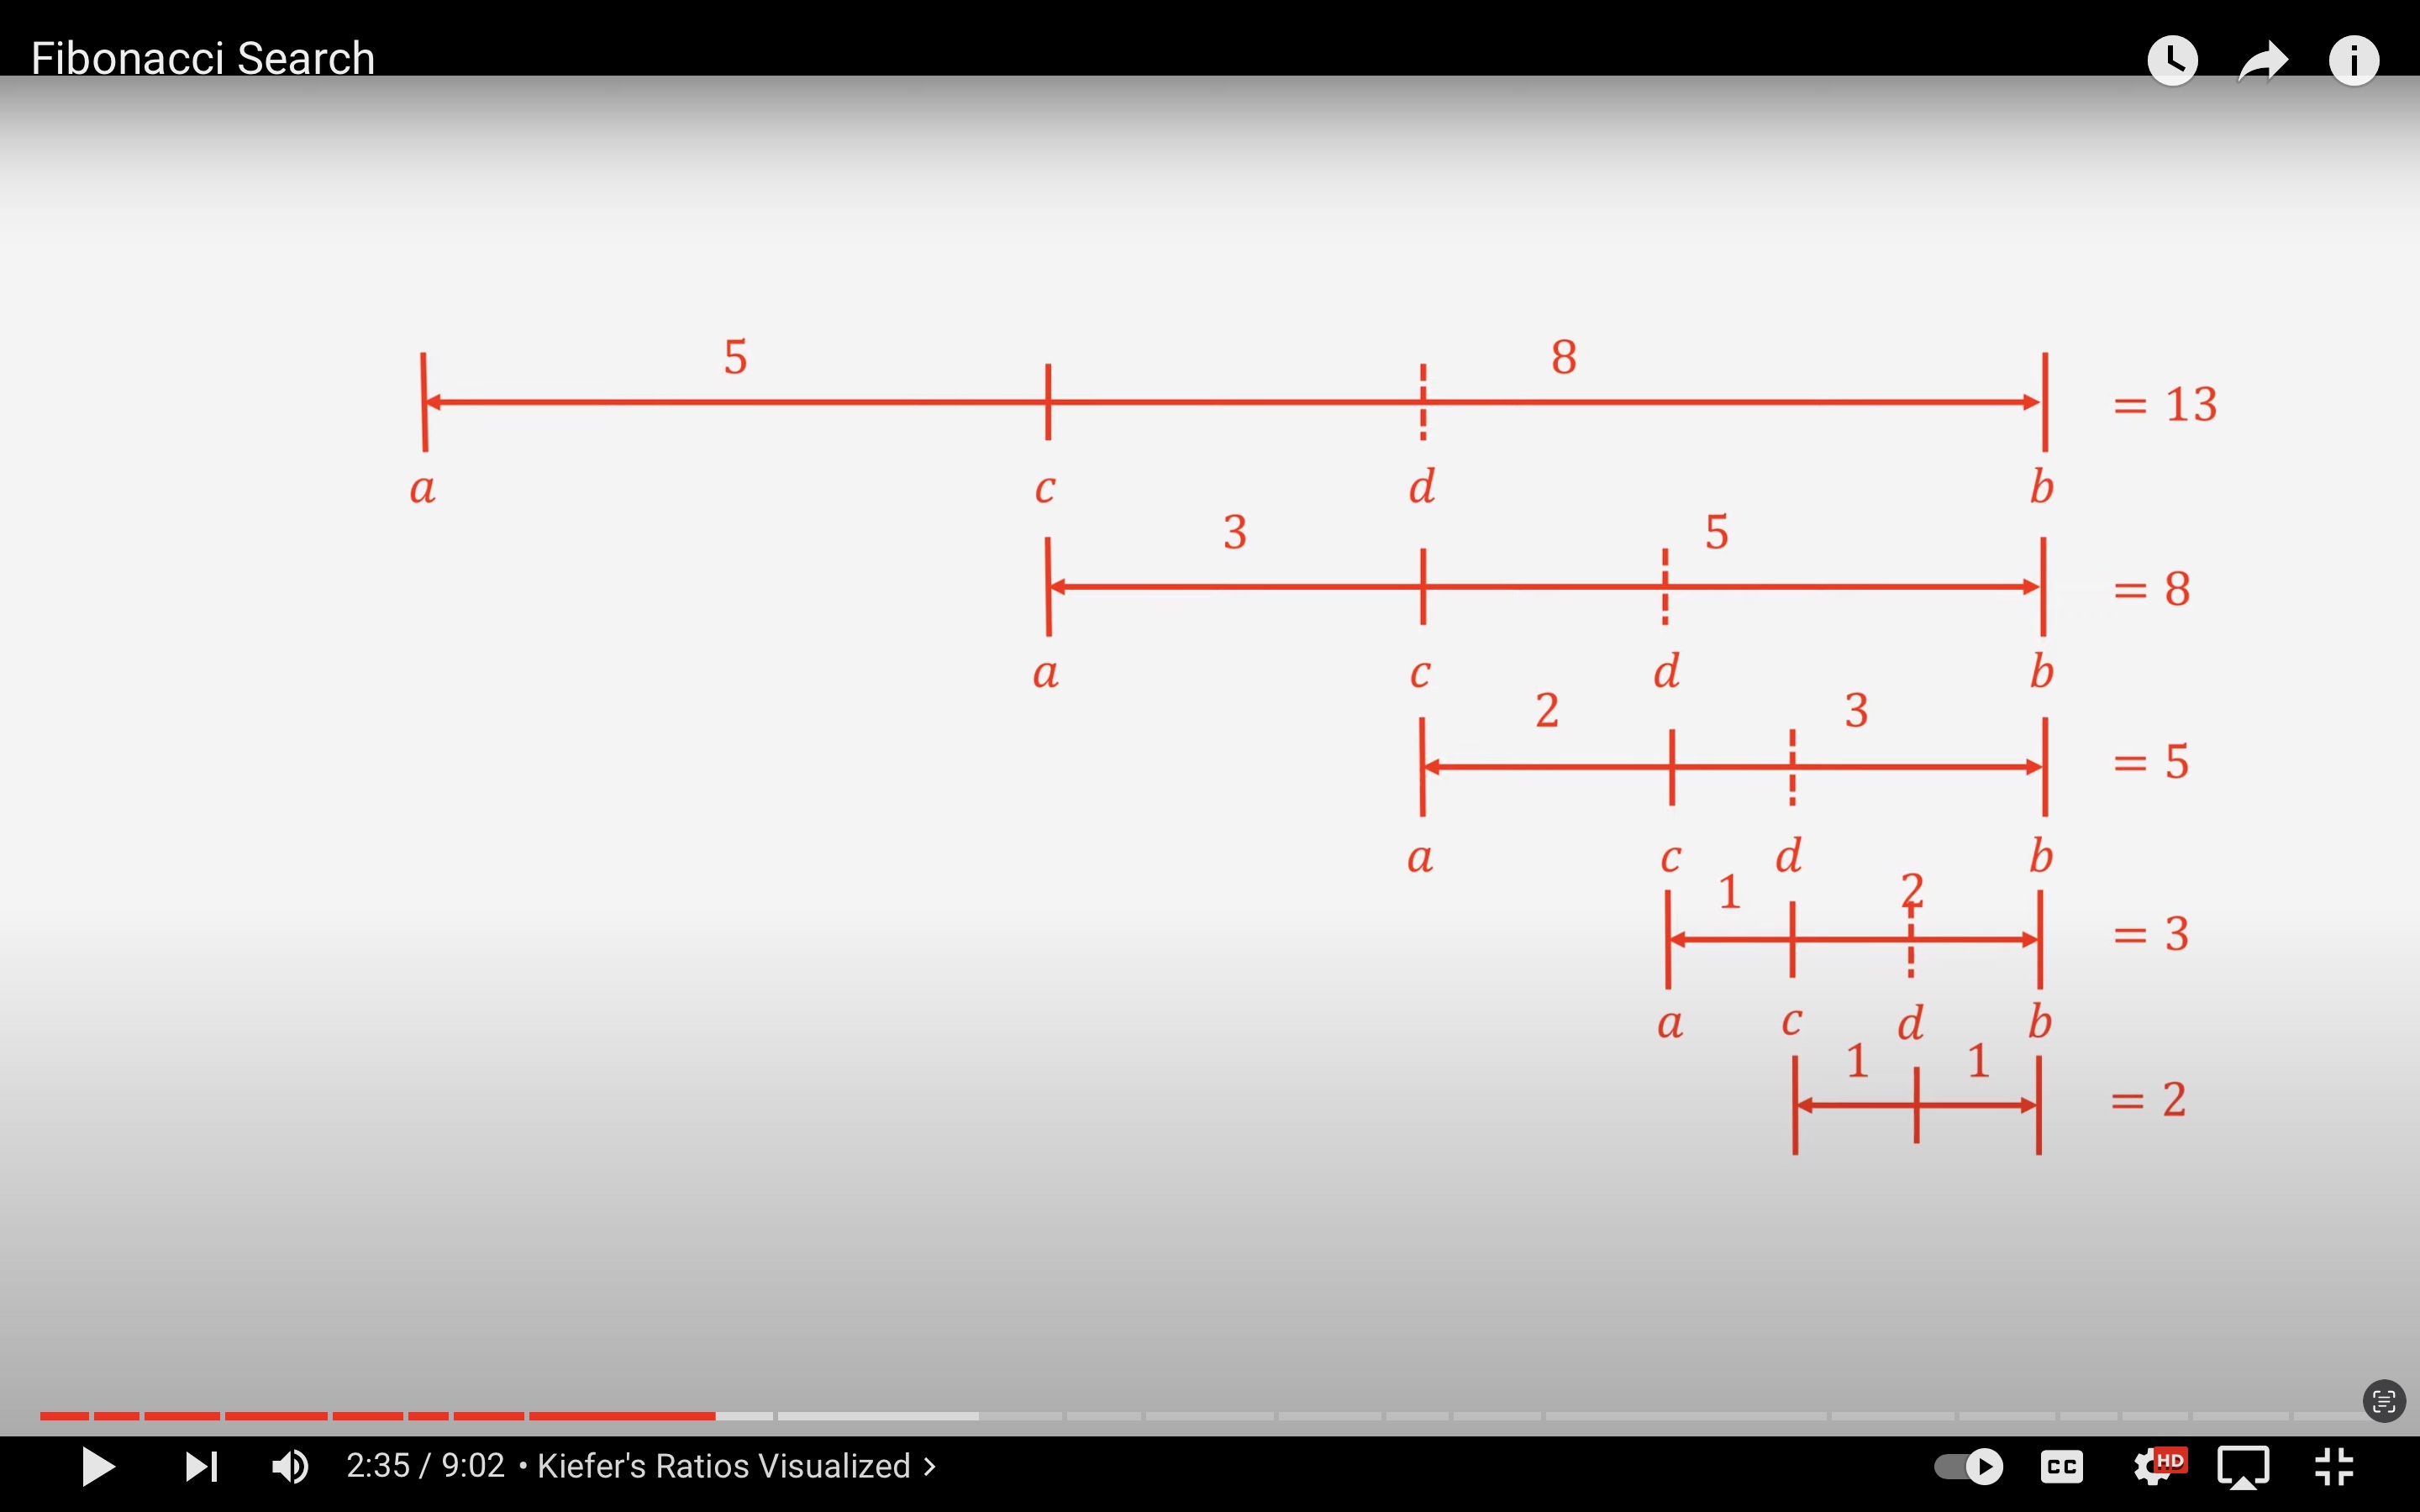 Fibonacci Search
5 8
= 13
a c d b
3 5
= 8
a c d b
2 3
= 5
a c d b
1 2
= 3
a c d b
1 1
= 2
2:35 / 9:02 • Kiefer's Ratios Visualized >
CC
HD